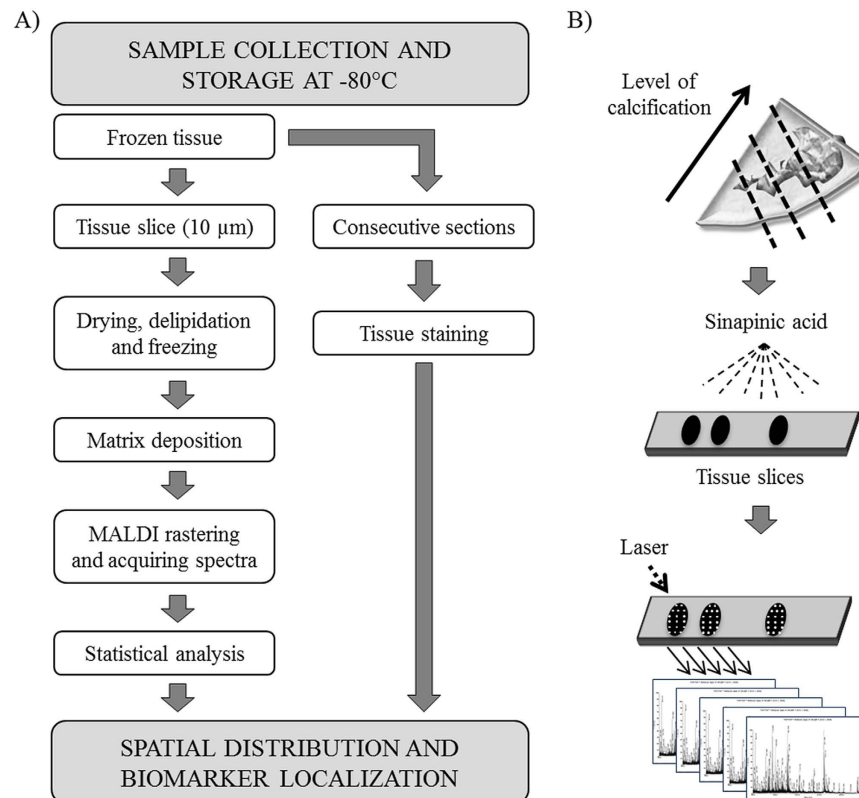 A)
SAMPLE COLLECTION AND
STORAGE AT -80°C
Frozen tissue
Tissue slice (10 µm)
Consecutive sections
Drying, delipidation
and freezing
Tissue staining
Matrix deposition
MALDI rastering
and acquiring spectra
Statistical analysis
SPATIAL DISTRIBUTION AND
BIOMARKER LOCALIZATION
B)
Level of
calcification
Sinapinic acid
Tissue slices
Laser